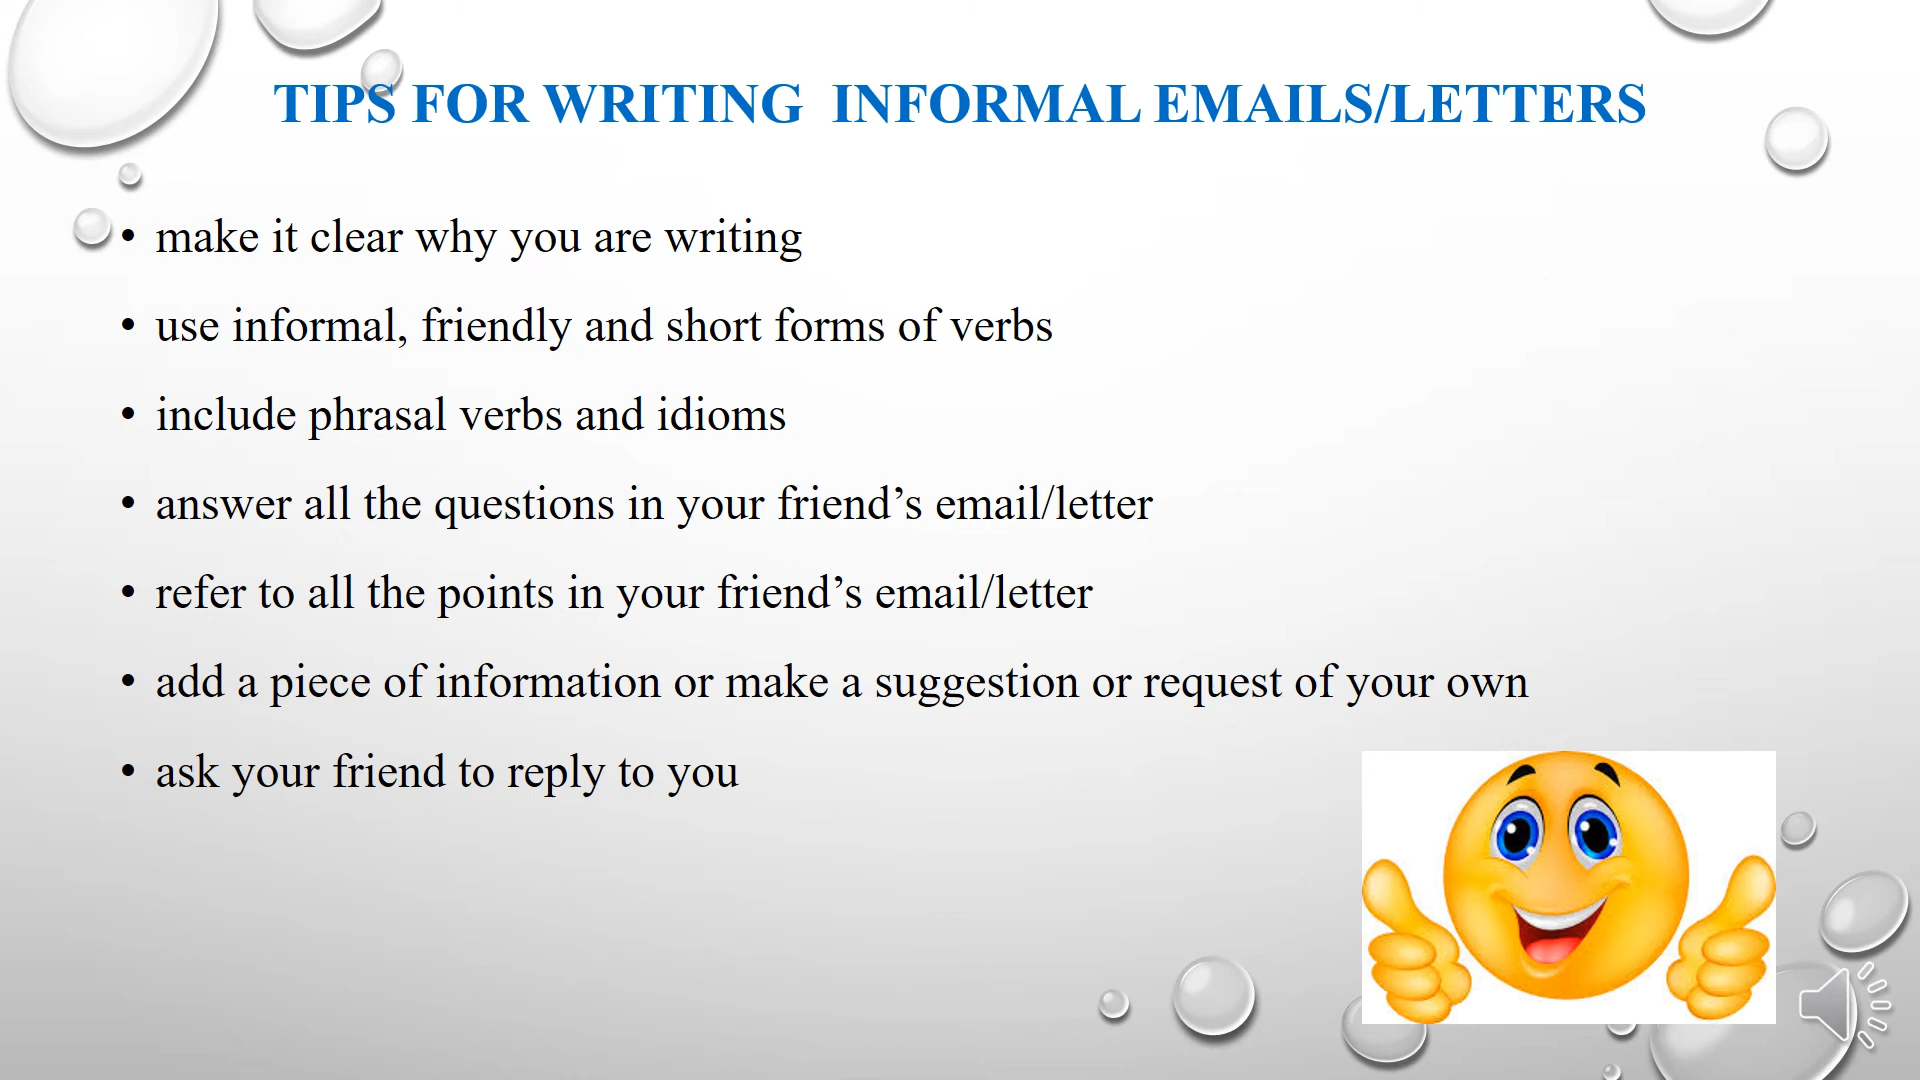 TIPS FOR WRITING  INFORMAL EMAILS/LETTERS
• make it clear why you are writing
• use informal, friendly and short forms of verbs
• include phrasal verbs and idioms
• answer all the questions in your friend’s email/letter
• refer to all the points in your friend’s email/letter
• add a piece of information or make a suggestion or request of your own
• ask your friend to reply to you